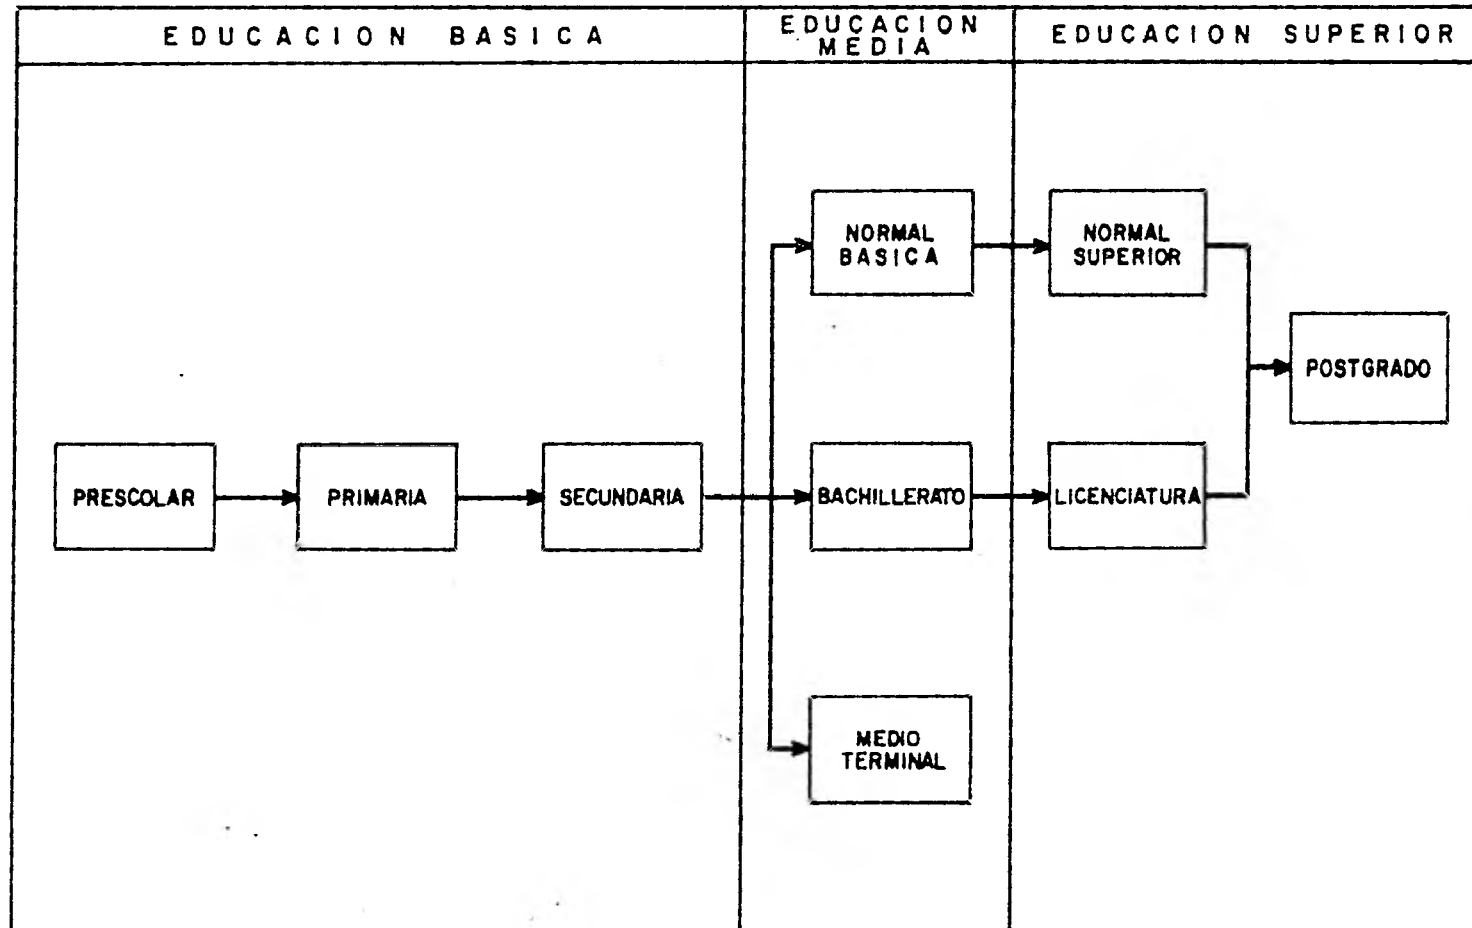 EDUCACION BASICA
EDUCACION
MEDIA
EDUCACION SUPERIOR
NORMAL
BASICA
NORMAL
SUPERIOR
POSTGRADO
PRESCOLAR
PRIMARIA
SECUNDARIA
BACHILLERATO
LICENCIATURA
MEDIO
TERMINAL